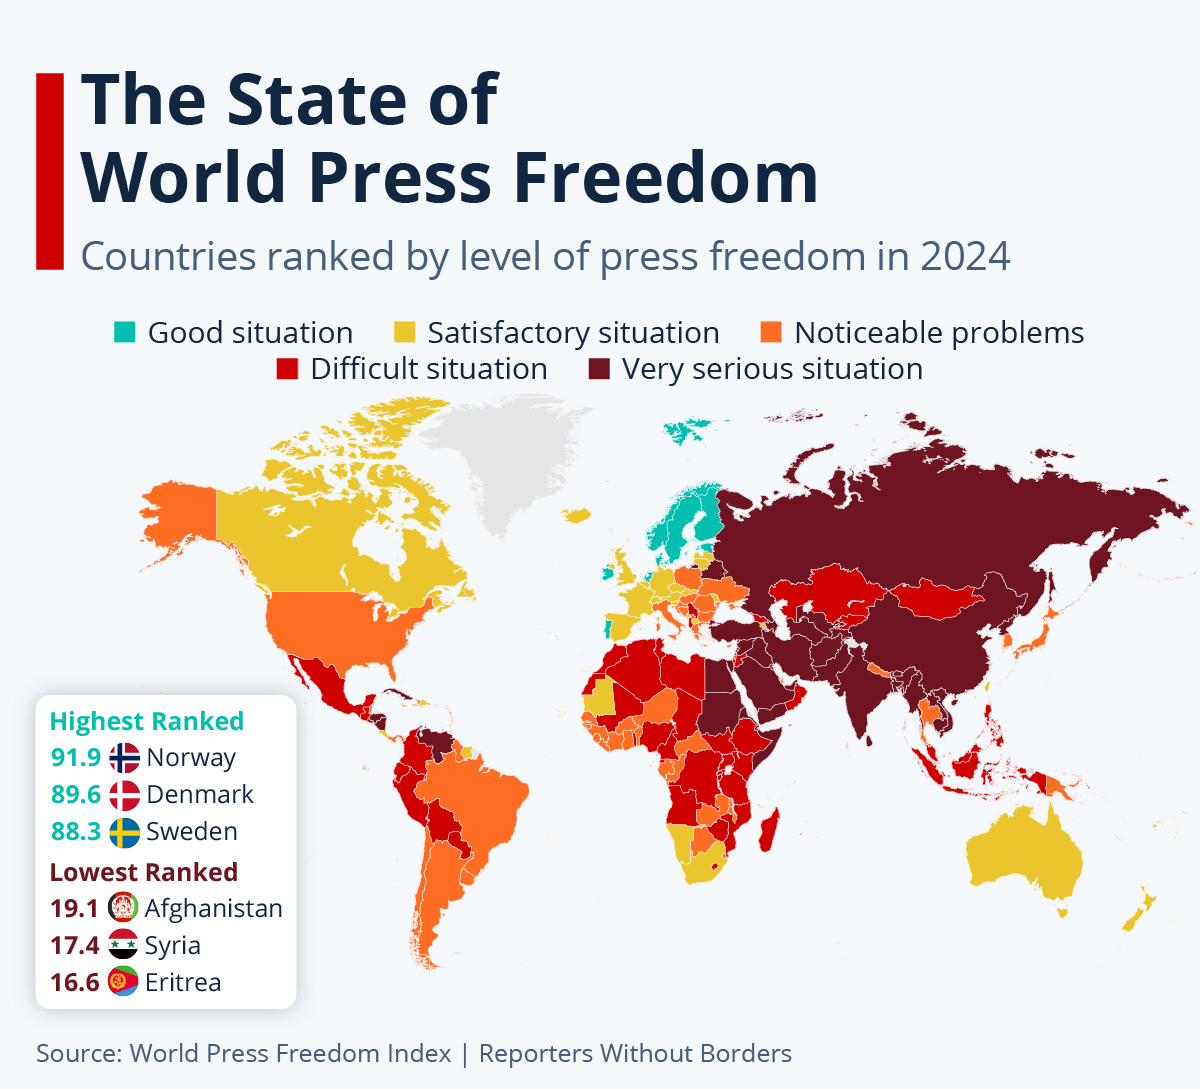 The State of
World Press Freedom
Countries ranked by level of press freedom in 2024
Good situation
Satisfactory situation
Noticeable problems
Difficult situation
Very serious situation
Highest Ranked
91.9 Norway
89.6 Denmark
88.3 Sweden
Lowest Ranked
19.1 Afghanistan
17.4 Syria
16.6 Eritrea
Source: World Press Freedom Index | Reporters Without Borders